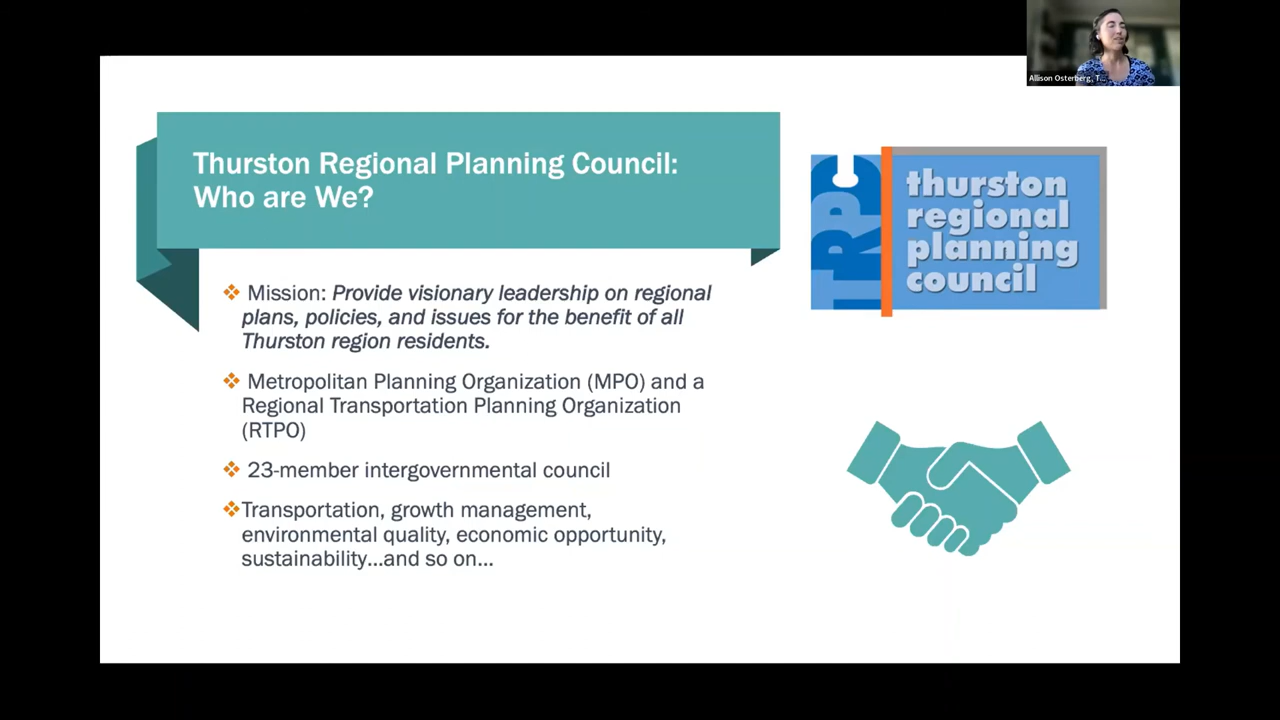 Allison Osterberg, T...
Thurston Regional Planning Council:
Who are We?
TRPC
thurston
regional
planning
council
Mission: Provide visionary leadership on regional
plans, policies, and issues for the benefit of all
Thurston region residents.
Metropolitan Planning Organization (MPO) and a
Regional Transportation Planning Organization
(RTPO)
23-member intergovernmental council
Transportation, growth management,
environmental quality, economic opportunity,
sustainability...and so on...